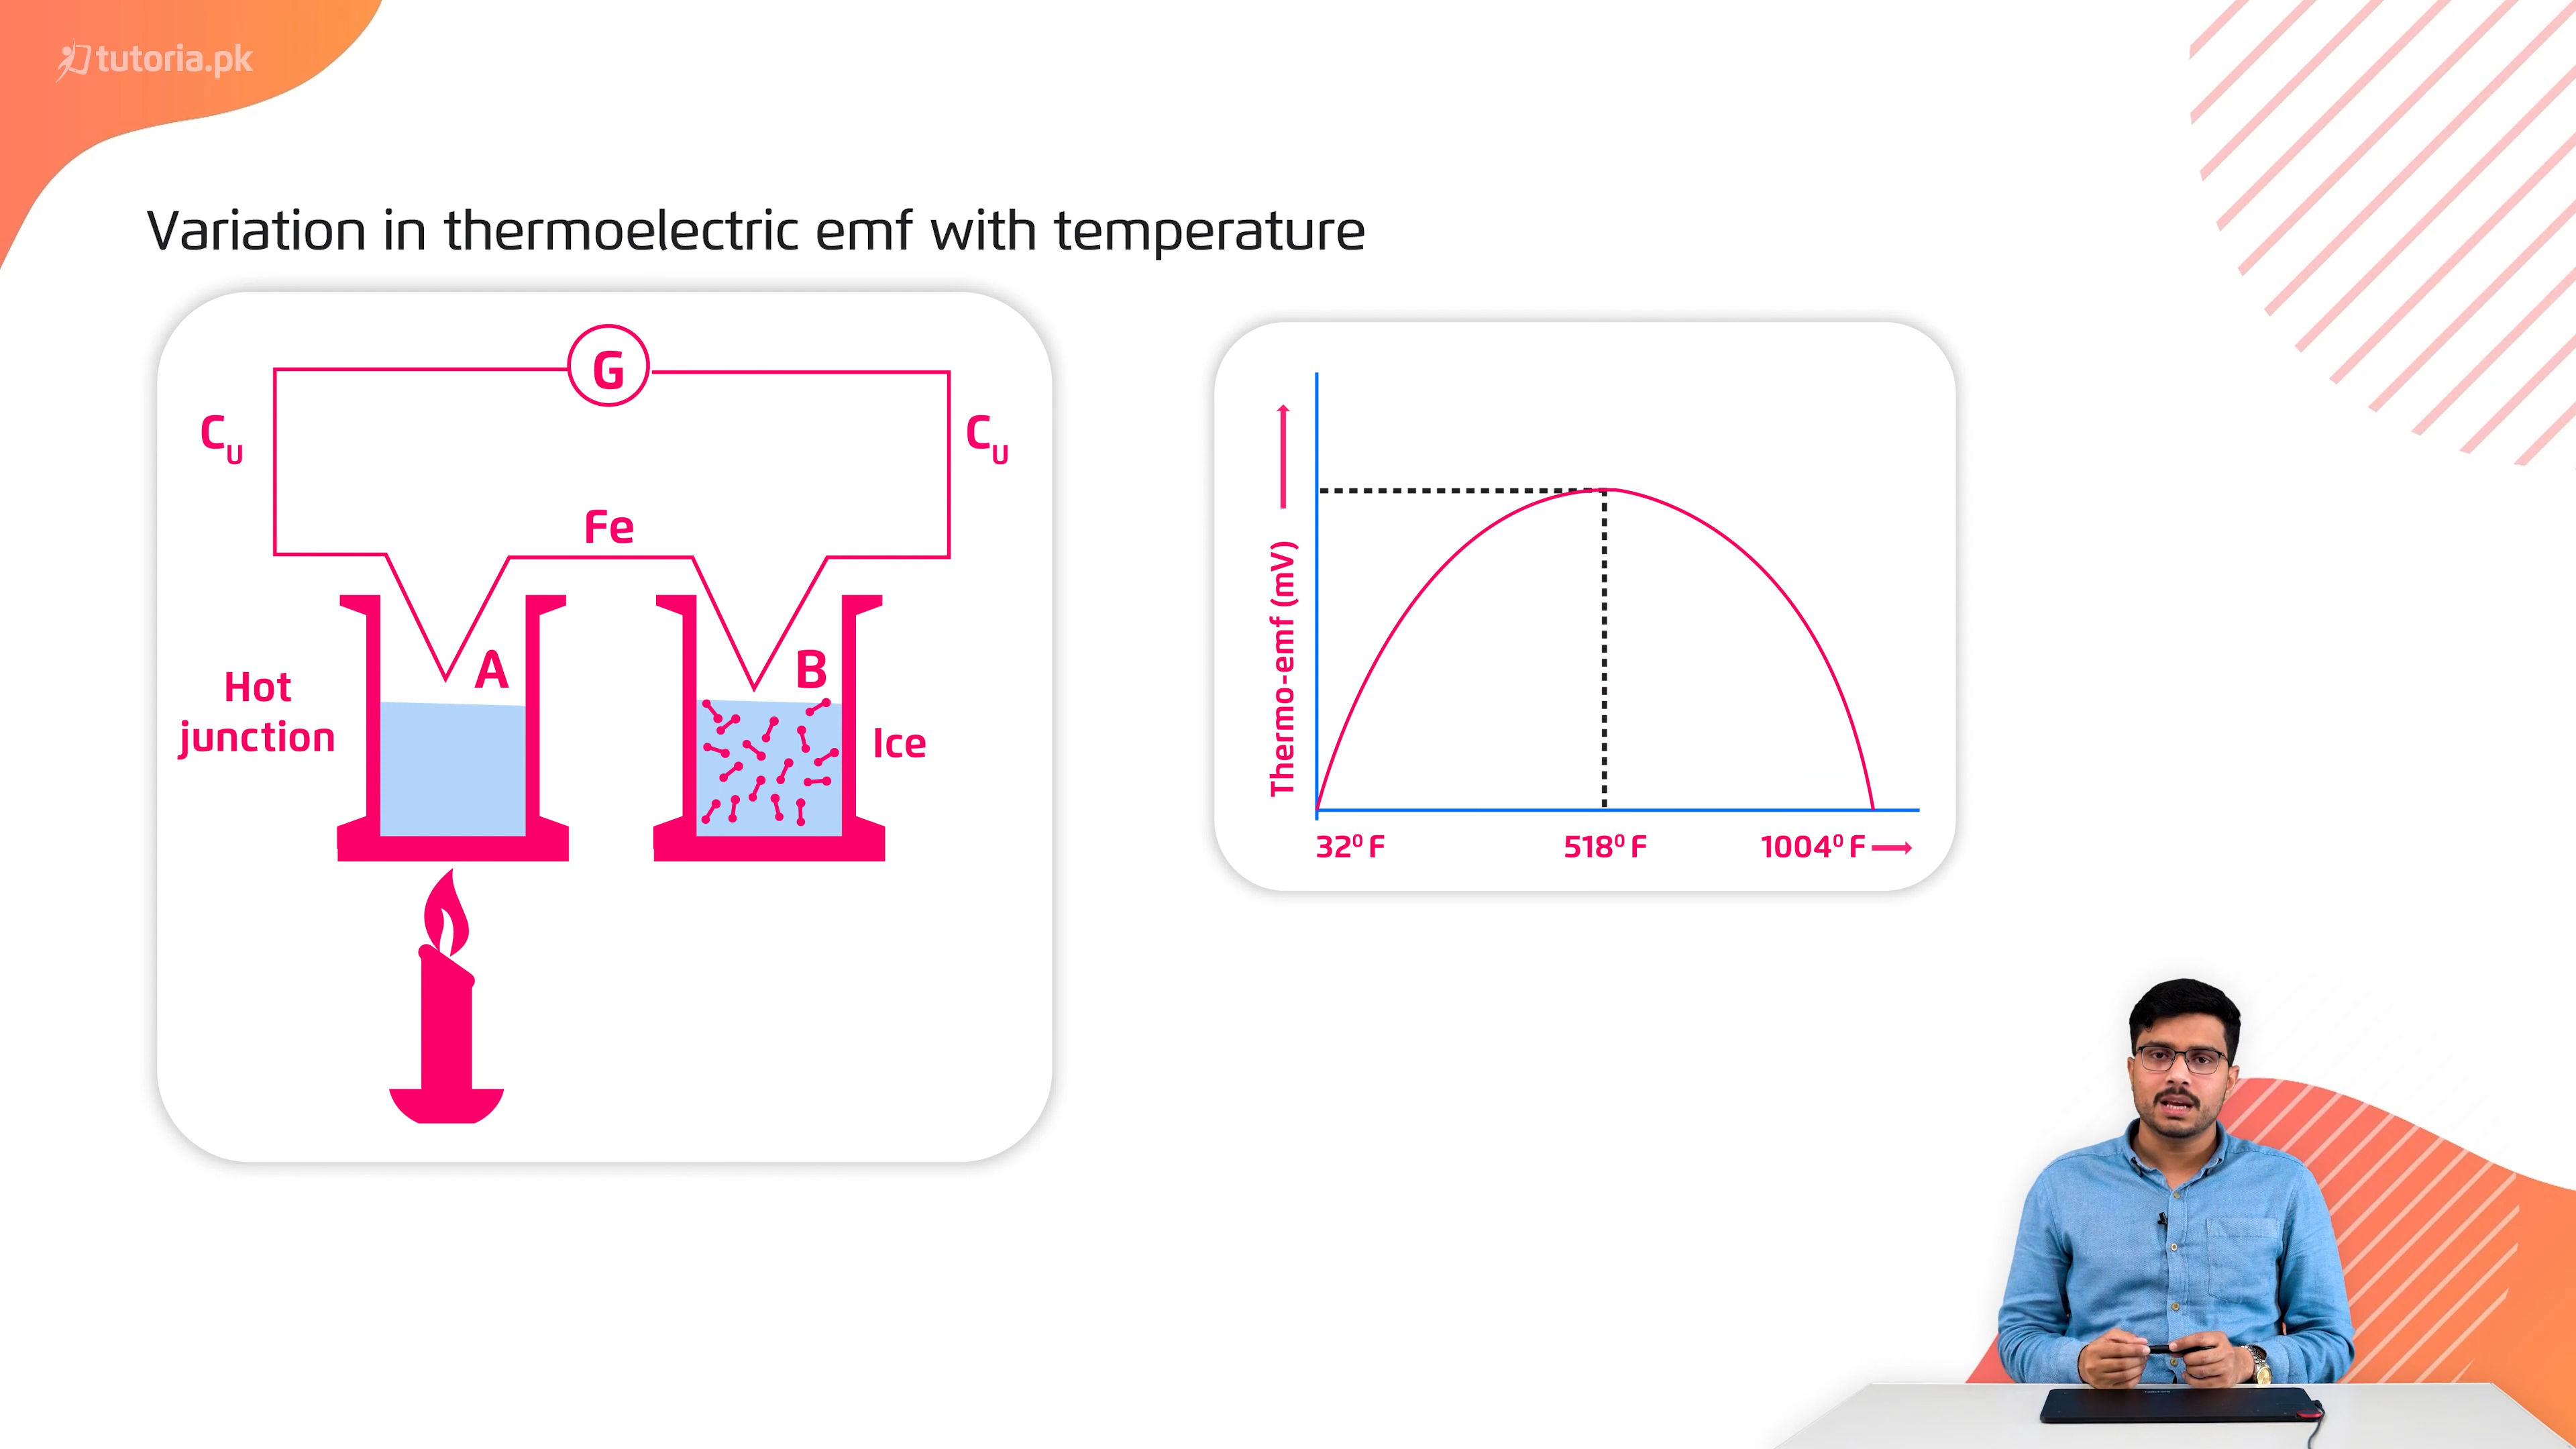 tutoria.pk
Variation in thermoelectric emf with temperature
G
Cu
Cu
Fe
A
B
Hot
junction
Ice
Thermo-emf (mV)
32⁰ F
518⁰ F
1004⁰ F